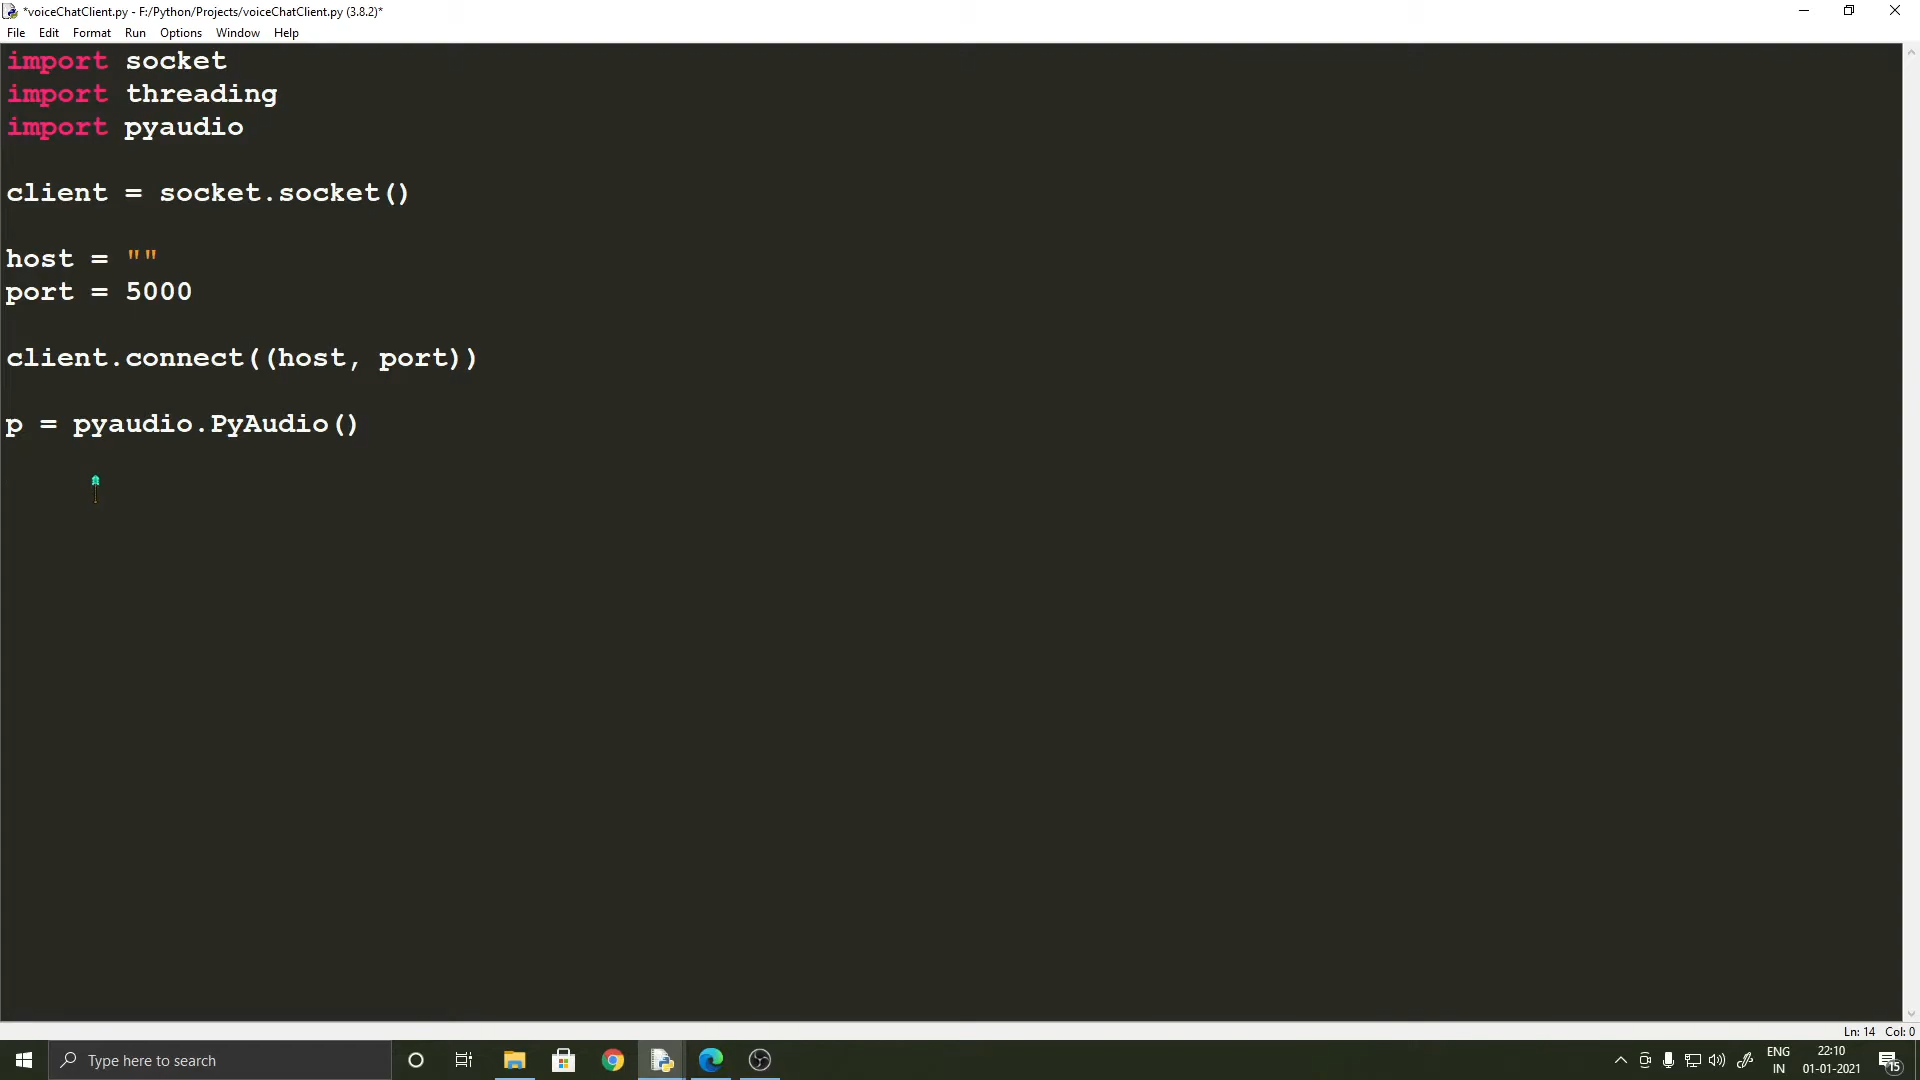 *voiceChatClient.py - F:/Python/Projects/voiceChatClient.py (3.8.2)*
File Edit Format Run Options Window Help
import socket
import threading
import pyaudio
client = socket.socket()
host = ""
port = 5000
client.connect((host, port))
p = pyaudio.PyAudio()
Ln: 14 Col: 0
Type here to search
ENG
IN
22:10
01-01-2021
15